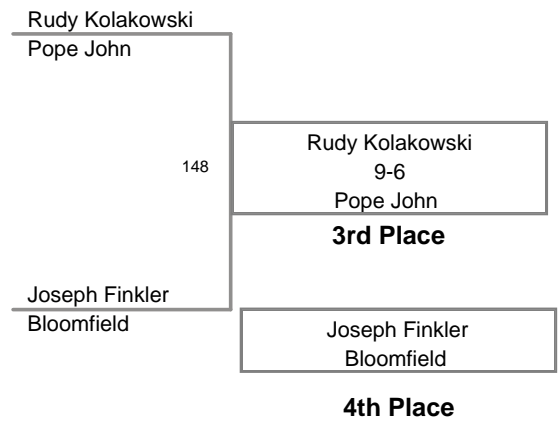 Rudy Kolakowski
Pope John
148
Rudy Kolakowski
9-6
Pope John
3rd Place
Joseph Finkler
Bloomfield
Joseph Finkler
Bloomfield
4th Place